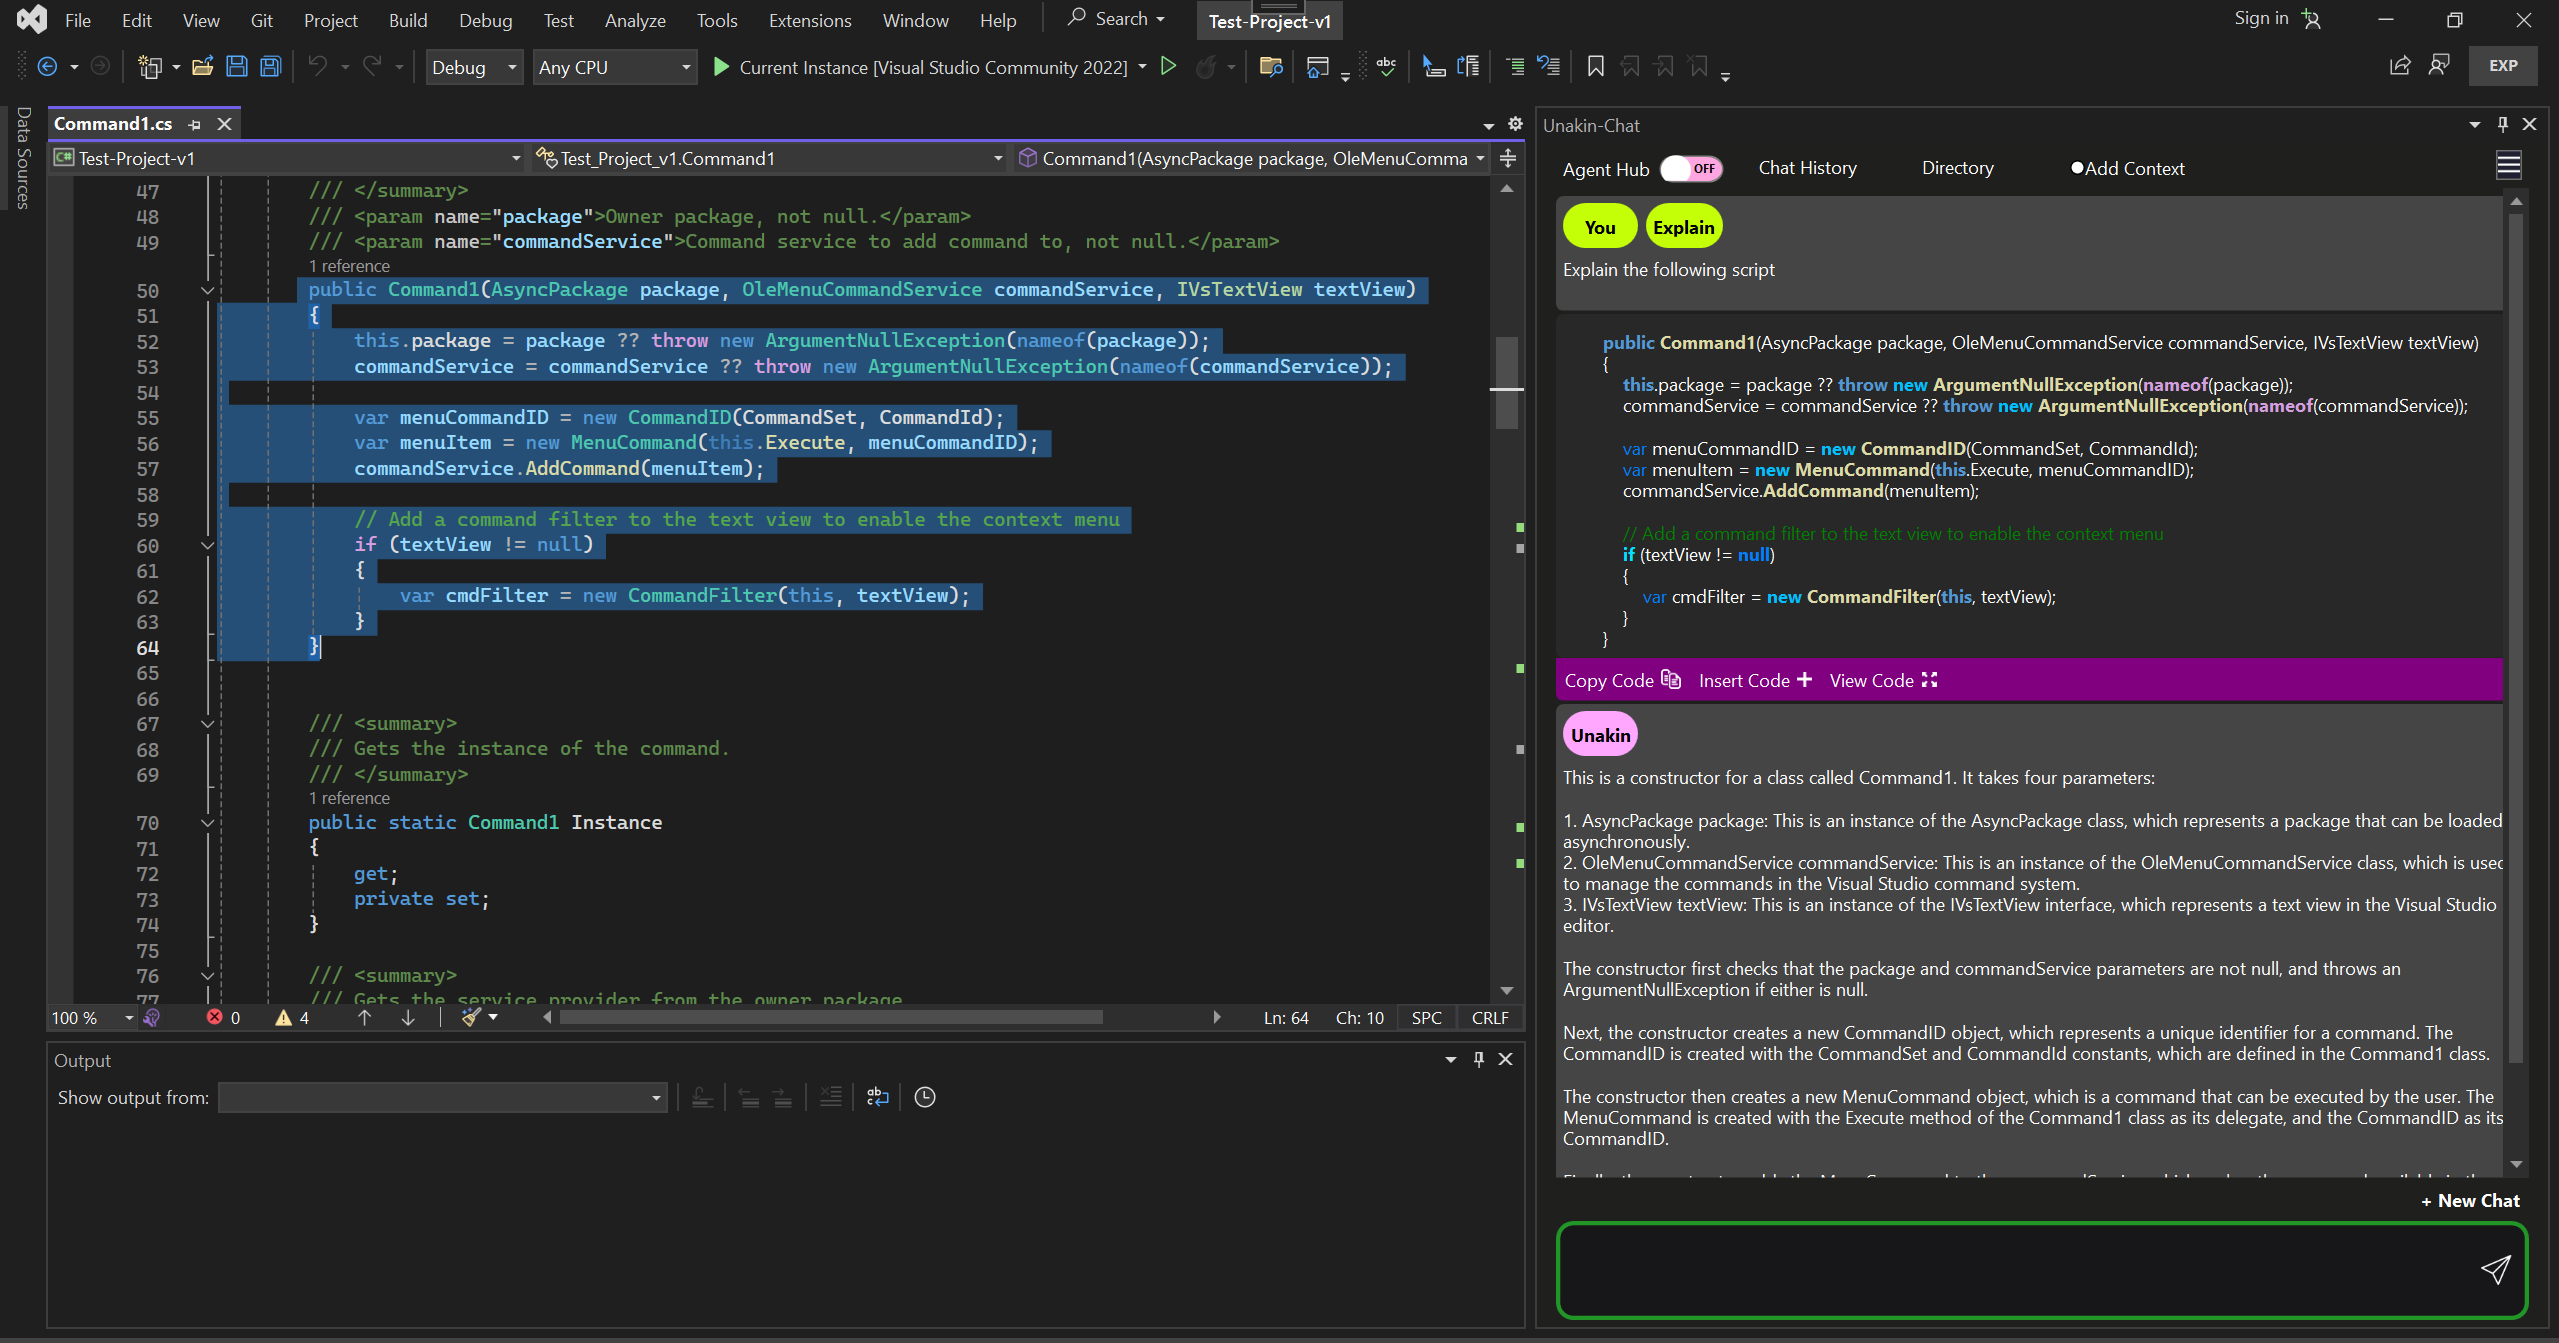 File Edit View Git Project Build Debug Test Analyze Tools Extensions Window Help Search Test-Project-v1 Sign in
Debug Any CPU Current Instance [Visual Studio Community 2022] EXP
Data Sources
Command1.cs
Test-Project-v1 Test_Project_v1.Command1 Command1(AsyncPackage package, OleMenuComma
47 /// </summary>
48 /// <param name="package">Owner package, not null.</param>
49 /// <param name="commandService">Command service to add command to, not null.</param>
1 reference
50 public Command1(AsyncPackage package, OleMenuCommandService commandService, IVsTextView textView)
51 {
52 this.package = package ?? throw new ArgumentNullException(nameof(package));
53 commandService = commandService ?? throw new ArgumentNullException(nameof(commandService));
54
55 var menuCommandID = new CommandID(CommandSet, CommandId);
56 var menuItem = new MenuCommand(this.Execute, menuCommandID);
57 commandService.AddCommand(menuItem);
58
59 // Add a command filter to the text view to enable the context menu
60 if (textView != null)
61 {
62 var cmdFilter = new CommandFilter(this, textView);
63 }
64 }
65
66
67 /// <summary>
68 /// Gets the instance of the command.
69 /// </summary>
1 reference
70 public static Command1 Instance
71 {
72 get;
73 private set;
74 }
75
76 /// <summary>
77 /// Gets the service provider from the owner package
100 % 0 4 Ln: 64 Ch: 10 SPC CRLF
Output
Show output from:
Unakin-Chat
Agent Hub OFF Chat History Directory Add Context
You Explain
Explain the following script
public Command1(AsyncPackage package, OleMenuCommandService commandService, IVsTextView textView)
{
this.package = package ?? throw new ArgumentNullException(nameof(package));
commandService = commandService ?? throw new ArgumentNullException(nameof(commandService));
var menuCommandID = new CommandID(CommandSet, CommandId);
var menuItem = new MenuCommand(this.Execute, menuCommandID);
commandService.AddCommand(menuItem);
// Add a command filter to the text view to enable the context menu
if (textView != null)
{
var cmdFilter = new CommandFilter(this, textView);
}
}
Copy Code Insert Code View Code
Unakin
This is a constructor for a class called Command1. It takes four parameters:
1. AsyncPackage package: This is an instance of the AsyncPackage class, which represents a package that can be loaded
asynchronously.
2. OleMenuCommandService commandService: This is an instance of the OleMenuCommandService class, which is used
to manage the commands in the Visual Studio command system.
3. IVsTextView textView: This is an instance of the IVsTextView interface, which represents a text view in the Visual Studio
editor.
The constructor first checks that the package and commandService parameters are not null, and throws an
ArgumentNullException if either is null.
Next, the constructor creates a new CommandID object, which represents a unique identifier for a command. The
CommandID is created with the CommandSet and CommandId constants, which are defined in the Command1 class.
The constructor then creates a new MenuCommand object, which is a command that can be executed by the user. The
MenuCommand is created with the Execute method of the Command1 class as its delegate, and the CommandID as its
CommandID.
+ New Chat